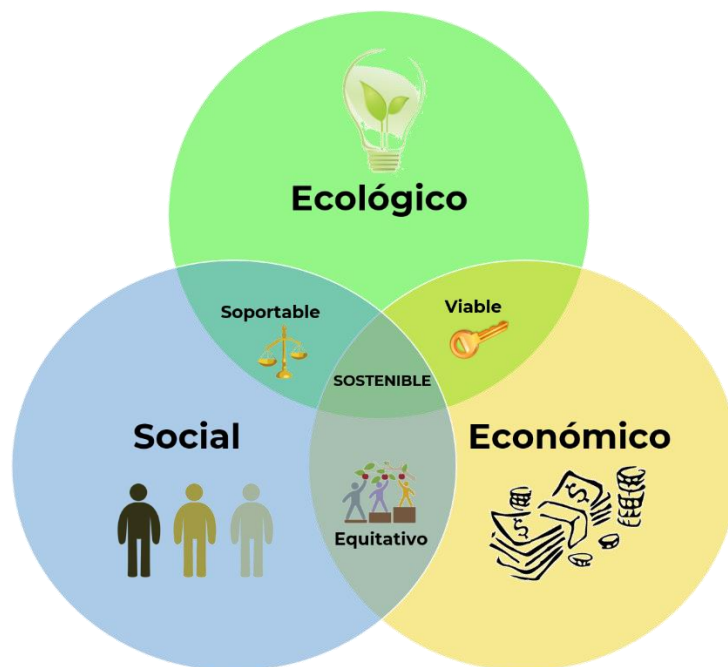 Ecológico
Soportable
Viable
SOSTENIBLE
Social
Económico
Equitativo